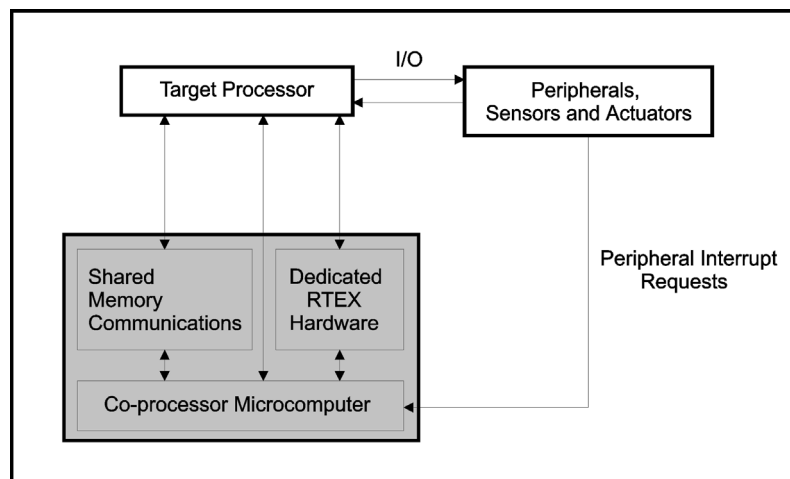 I/O
Target Processor
Peripherals,
Sensors and Actuators
Shared
Memory
Communications
Dedicated
RTEX
Hardware
Peripheral Interrupt
Requests
Co-processor Microcomputer